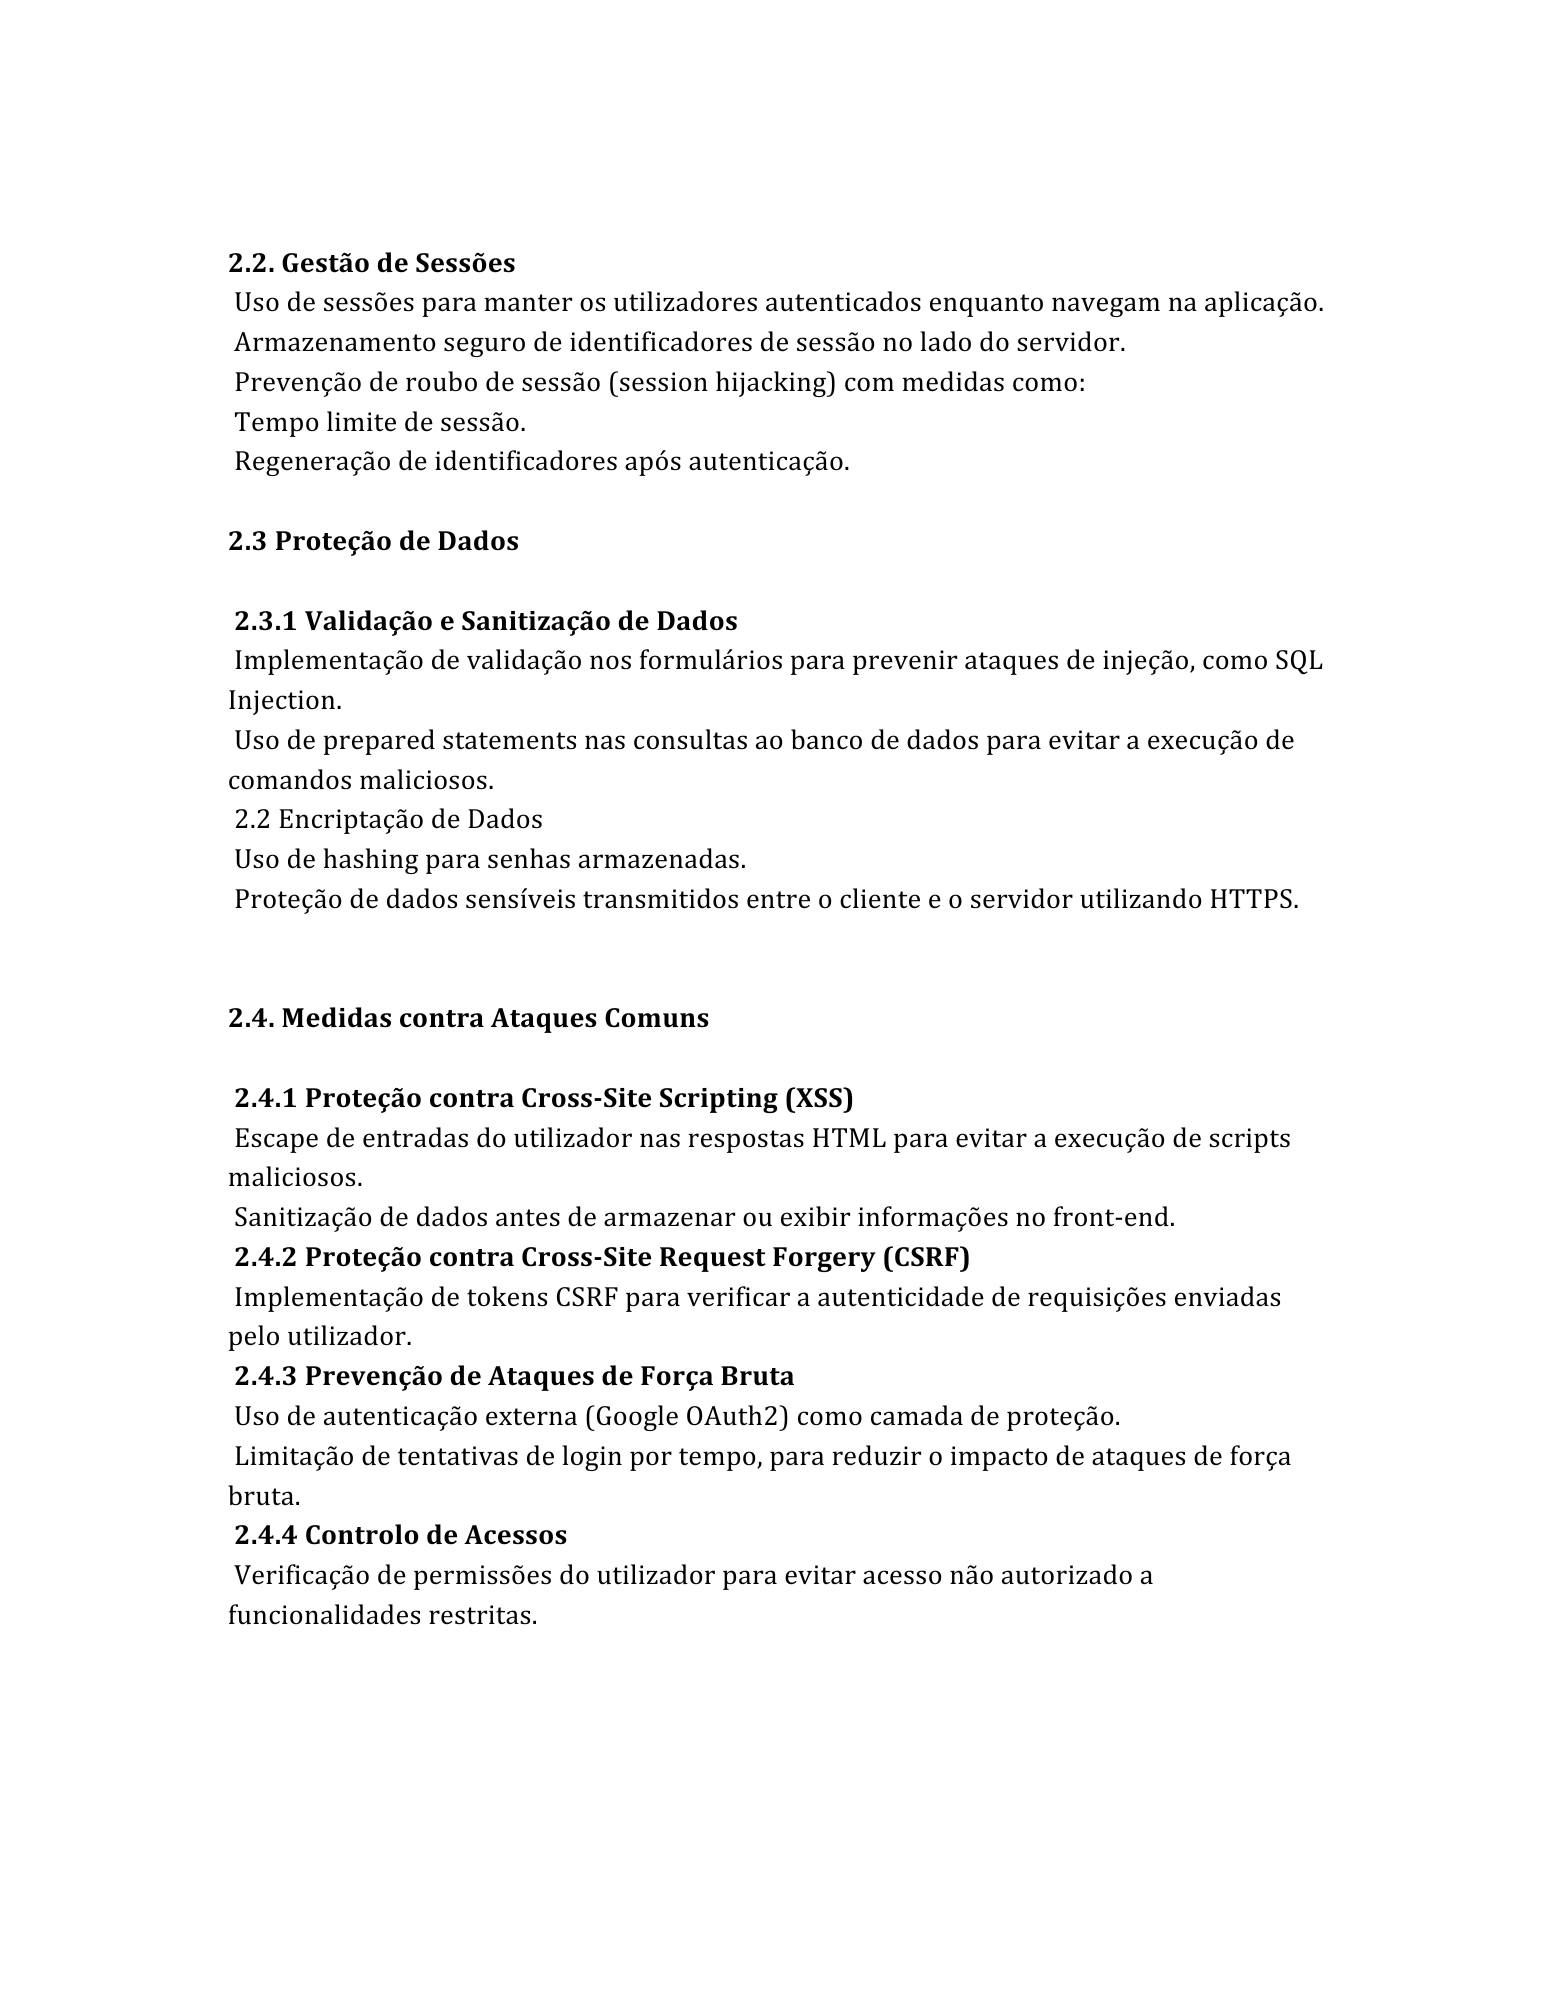 2.2. Gestão de Sessões
Uso de sessões para manter os utilizadores autenticados enquanto navegam na aplicação.
Armazenamento seguro de identificadores de sessão no lado do servidor.
Prevenção de roubo de sessão (session hijacking) com medidas como:
Tempo limite de sessão.
Regeneração de identificadores após autenticação.
2.3 Proteção de Dados
2.3.1 Validação e Sanitização de Dados
Implementação de validação nos formulários para prevenir ataques de injeção, como SQL
Injection.
Uso de prepared statements nas consultas ao banco de dados para evitar a execução de
comandos maliciosos.
2.2 Encriptação de Dados
Uso de hashing para senhas armazenadas.
Proteção de dados sensíveis transmitidos entre o cliente e o servidor utilizando HTTPS.
2.4. Medidas contra Ataques Comuns
2.4.1 Proteção contra Cross-Site Scripting (XSS)
Escape de entradas do utilizador nas respostas HTML para evitar a execução de scripts
maliciosos.
Sanitização de dados antes de armazenar ou exibir informações no front-end.
2.4.2 Proteção contra Cross-Site Request Forgery (CSRF)
Implementação de tokens CSRF para verificar a autenticidade de requisições enviadas
pelo utilizador.
2.4.3 Prevenção de Ataques de Força Bruta
Uso de autenticação externa (Google OAuth2) como camada de proteção.
Limitação de tentativas de login por tempo, para reduzir o impacto de ataques de força
bruta.
2.4.4 Controlo de Acessos
Verificação de permissões do utilizador para evitar acesso não autorizado a
funcionalidades restritas.